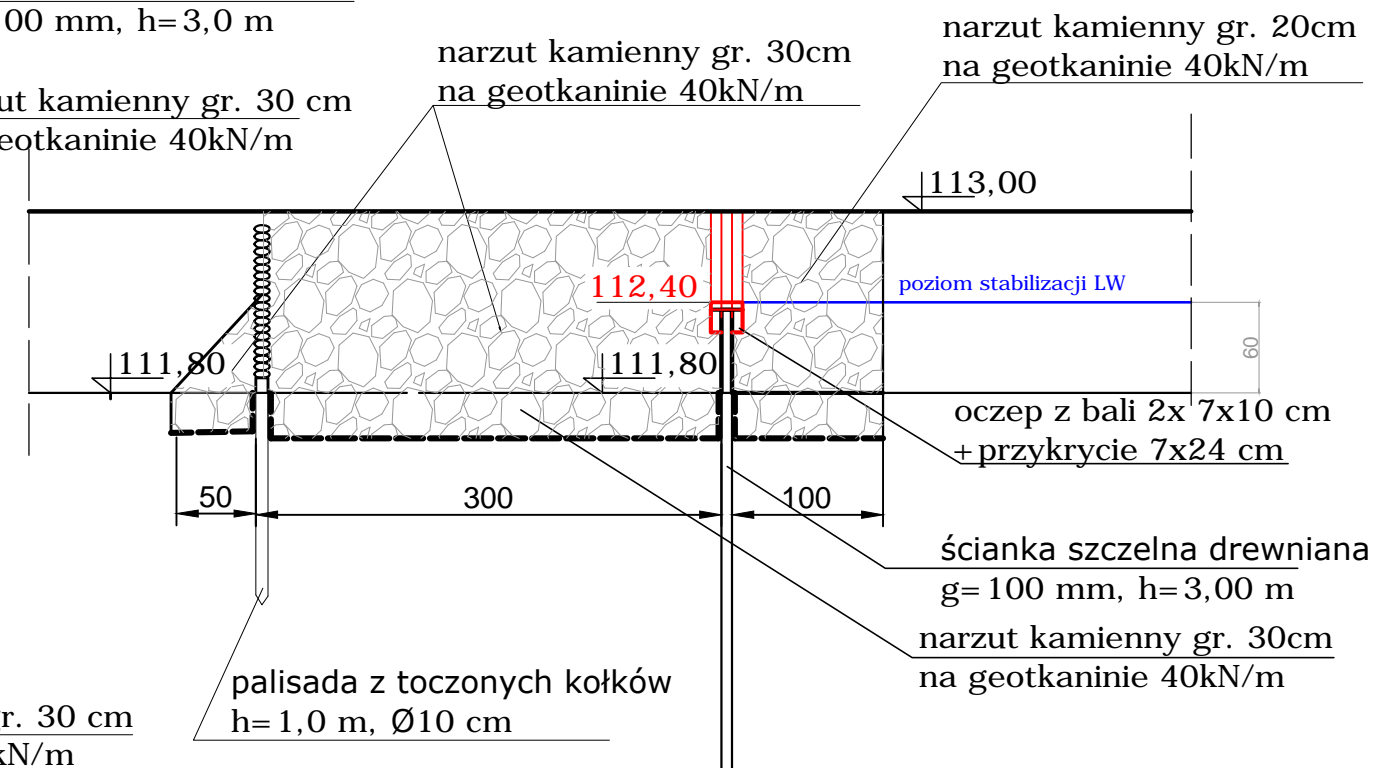 00 mm, h=3,0 m
narzut kamienny gr. 30cm
na geotkaninie 40kN/m
narzut kamienny gr. 20cm
na geotkaninie 40kN/m
ut kamienny gr. 30 cm
eotkaninie 40kN/m
113,00
112,40
poziom stabilizacji LW
111,80
111,80
60
oczep z bali 2x 7x10 cm
+przykrycie 7x24 cm
50
300
100
ścianka szczelna drewniana
g=100 mm, h=3,00 m
narzut kamienny gr. 30cm
na geotkaninie 40kN/m
palisada z toczonych kołków
h=1,0 m, Ø10 cm
gr. 30 cm
kN/m